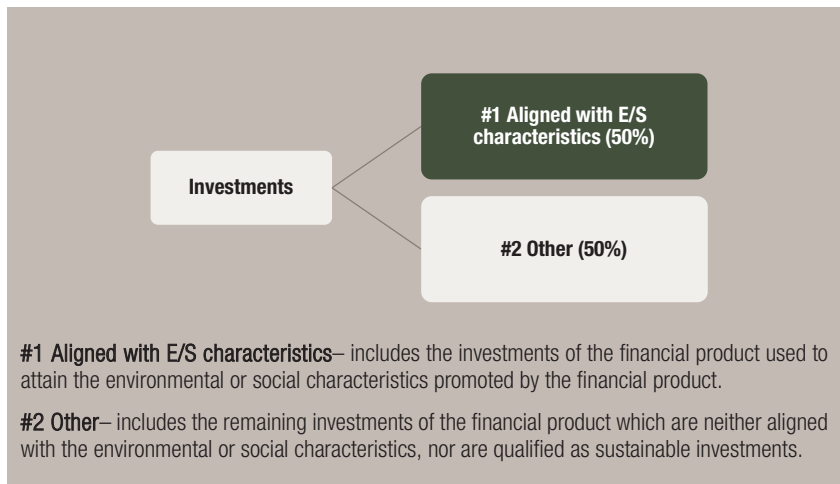 #1 Aligned with E/S
characteristics (50%)
Investments
#2 Other (50%)
#1 Aligned with E/S characteristics– includes the investments of the financial product used to
attain the environmental or social characteristics promoted by the financial product.
#2 Other– includes the remaining investments of the financial product which are neither aligned
with the environmental or social characteristics, nor are qualified as sustainable investments.